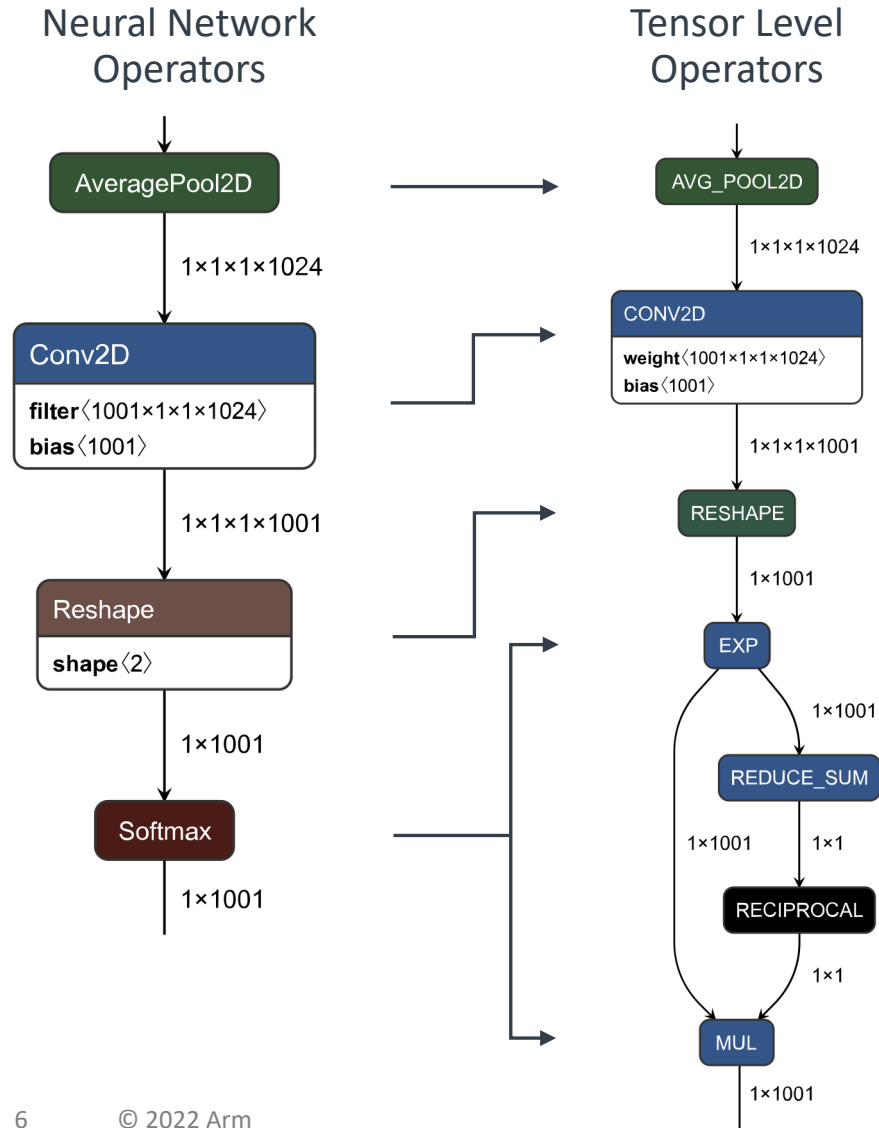 Neural Network
Operators
AveragePool2D
1×1×1×1024
Conv2D
filter〈1001×1×1×1024〉
bias〈1001〉
1×1×1×1001
Reshape
shape〈2〉
1×1001
Softmax
1×1001
Tensor Level
Operators
AVG_POOL2D
1×1×1×1024
CONV2D
weight〈1001×1×1×1024〉
bias〈1001〉
1×1×1×1001
RESHAPE
1×1001
EXP
1×1001
REDUCE_SUM
1×1001
1×1
RECIPROCAL
1×1
MUL
1×1001
6 © 2022 Arm